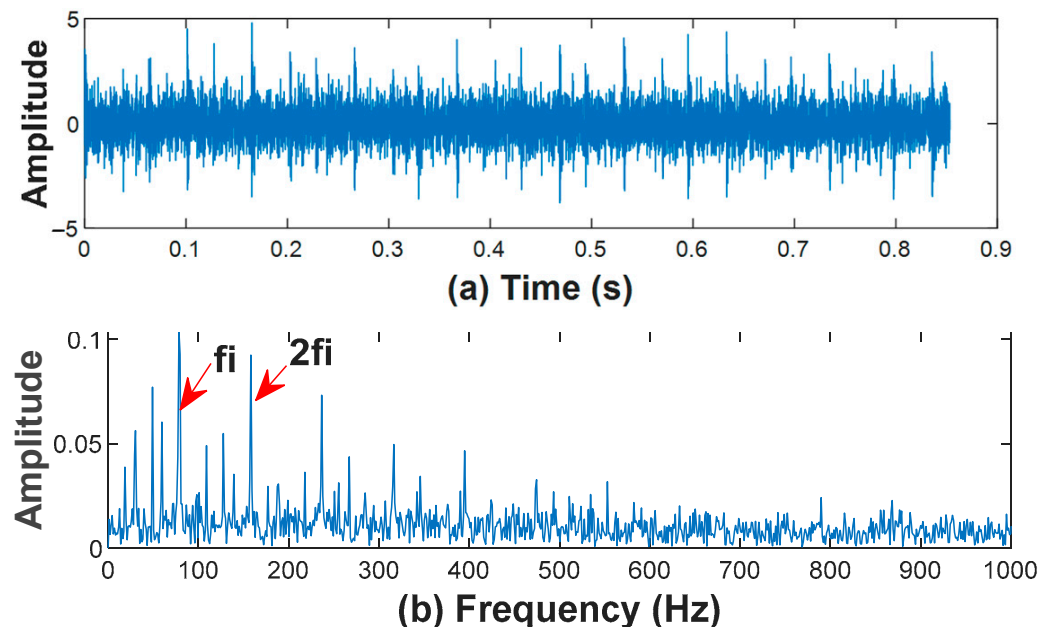 Amplitude
5
0
−5
0 0.1 0.2 0.3 0.4 0.5 0.6 0.7 0.8 0.9
(a) Time (s)
Amplitude
0.1
0.05
0
fi
2fi
0 100 200 300 400 500 600 700 800 900 1000
(b) Frequency (Hz)